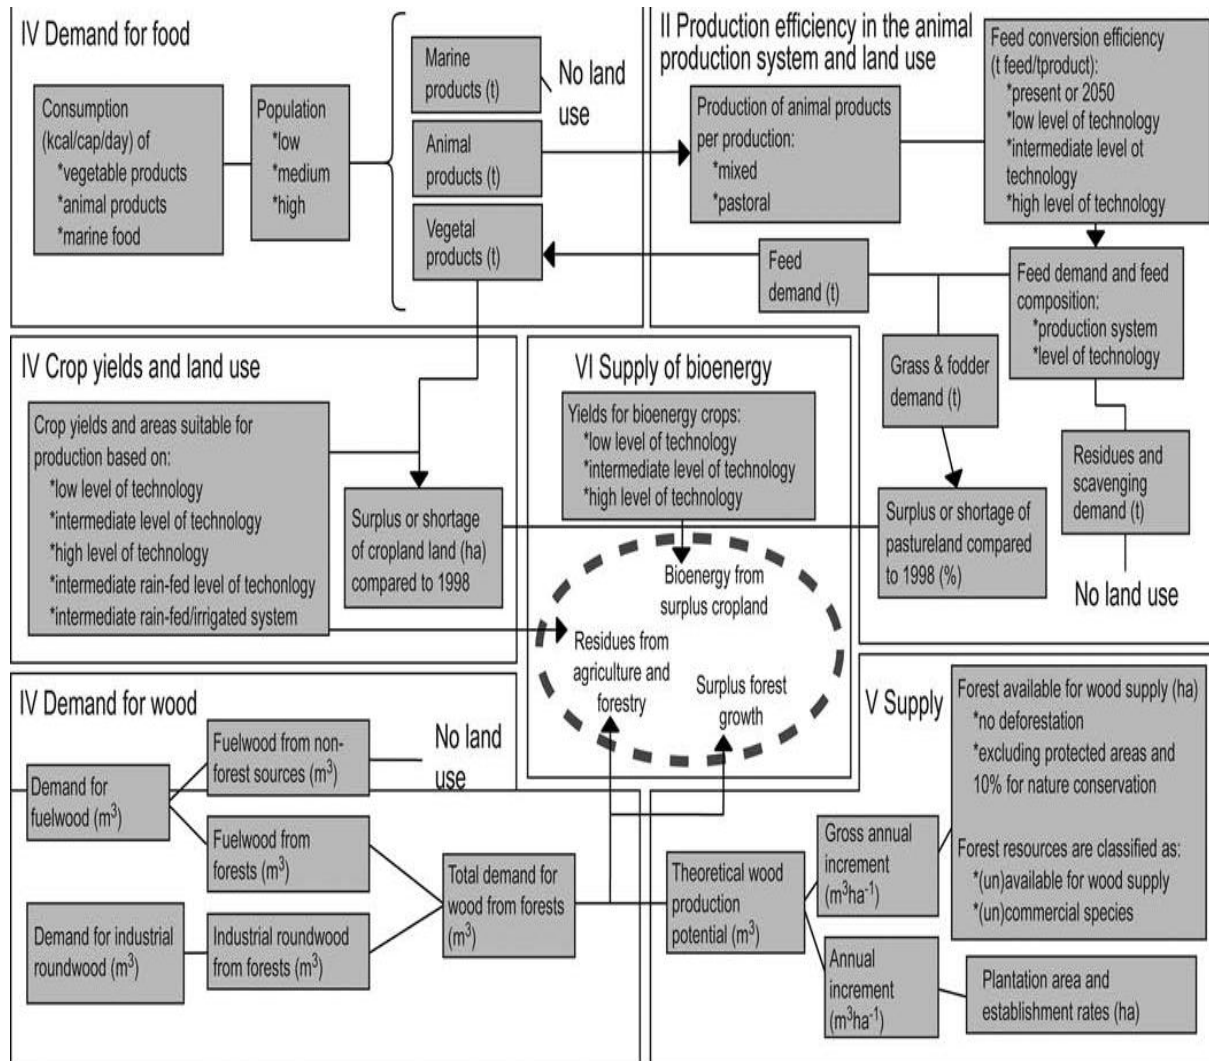 IV Demand for food
Consumption
(kcal/cap/day) of
*vegetable products
*animal products
*marine food
Population
*low
*medium
*high
Marine
products (t)
No land
use
Animal
products (t)
Vegetal
products (t)
II Production efficiency in the animal
production system and land use
Production of animal products
per production:
*mixed
*pastoral
Feed conversion efficiency
(t feed/tproduct):
*present or 2050
*low level of technology
*intermediate level ot
technology
*high level of technology
Feed
demand (t)
Feed demand and feed
composition:
*production system
*level of technology
Grass & fodder
demand (t)
Residues and
scavenging
demand (t)
Surplus or shortage of
pastureland compared
to 1998 (%)
No land use
IV Crop yields and land use
Crop yields and areas suitable for
production based on:
*low level of technology
*intermediate level of technology
*high level of technology
*intermediate rain-fed level of techonlogy
*intermediate rain-fed/irrigated system
Surplus or shortage
of cropland land (ha)
compared to 1998
VI Supply of bioenergy
Yields for bioenergy crops:
*low level of technology
*intermediate level of technology
*high level of technology
Bioenergy from
surplus cropland
Residues from
agriculture and
forestry
Surplus forest
growth
IV Demand for wood
Demand for
fuelwood (m³)
Fuelwood from non-
forest sources (m³)
No land
use
Fuelwood from
forests (m³)
Demand for industrial
roundwood (m³)
Industrial roundwood
from forests (m³)
Total demand for
wood from forests
(m³)
V Supply
Theoretical wood
production
potential (m³)
Gross annual
increment
(m³ha⁻¹)
Annual
increment
(m³ha⁻¹)
Forest available for wood supply (ha)
*no deforestation
*excluding protected areas and
10% for nature conservation
Forest resources are classified as:
*(un)available for wood supply
*(un)commercial species
Plantation area and
establishment rates (ha)